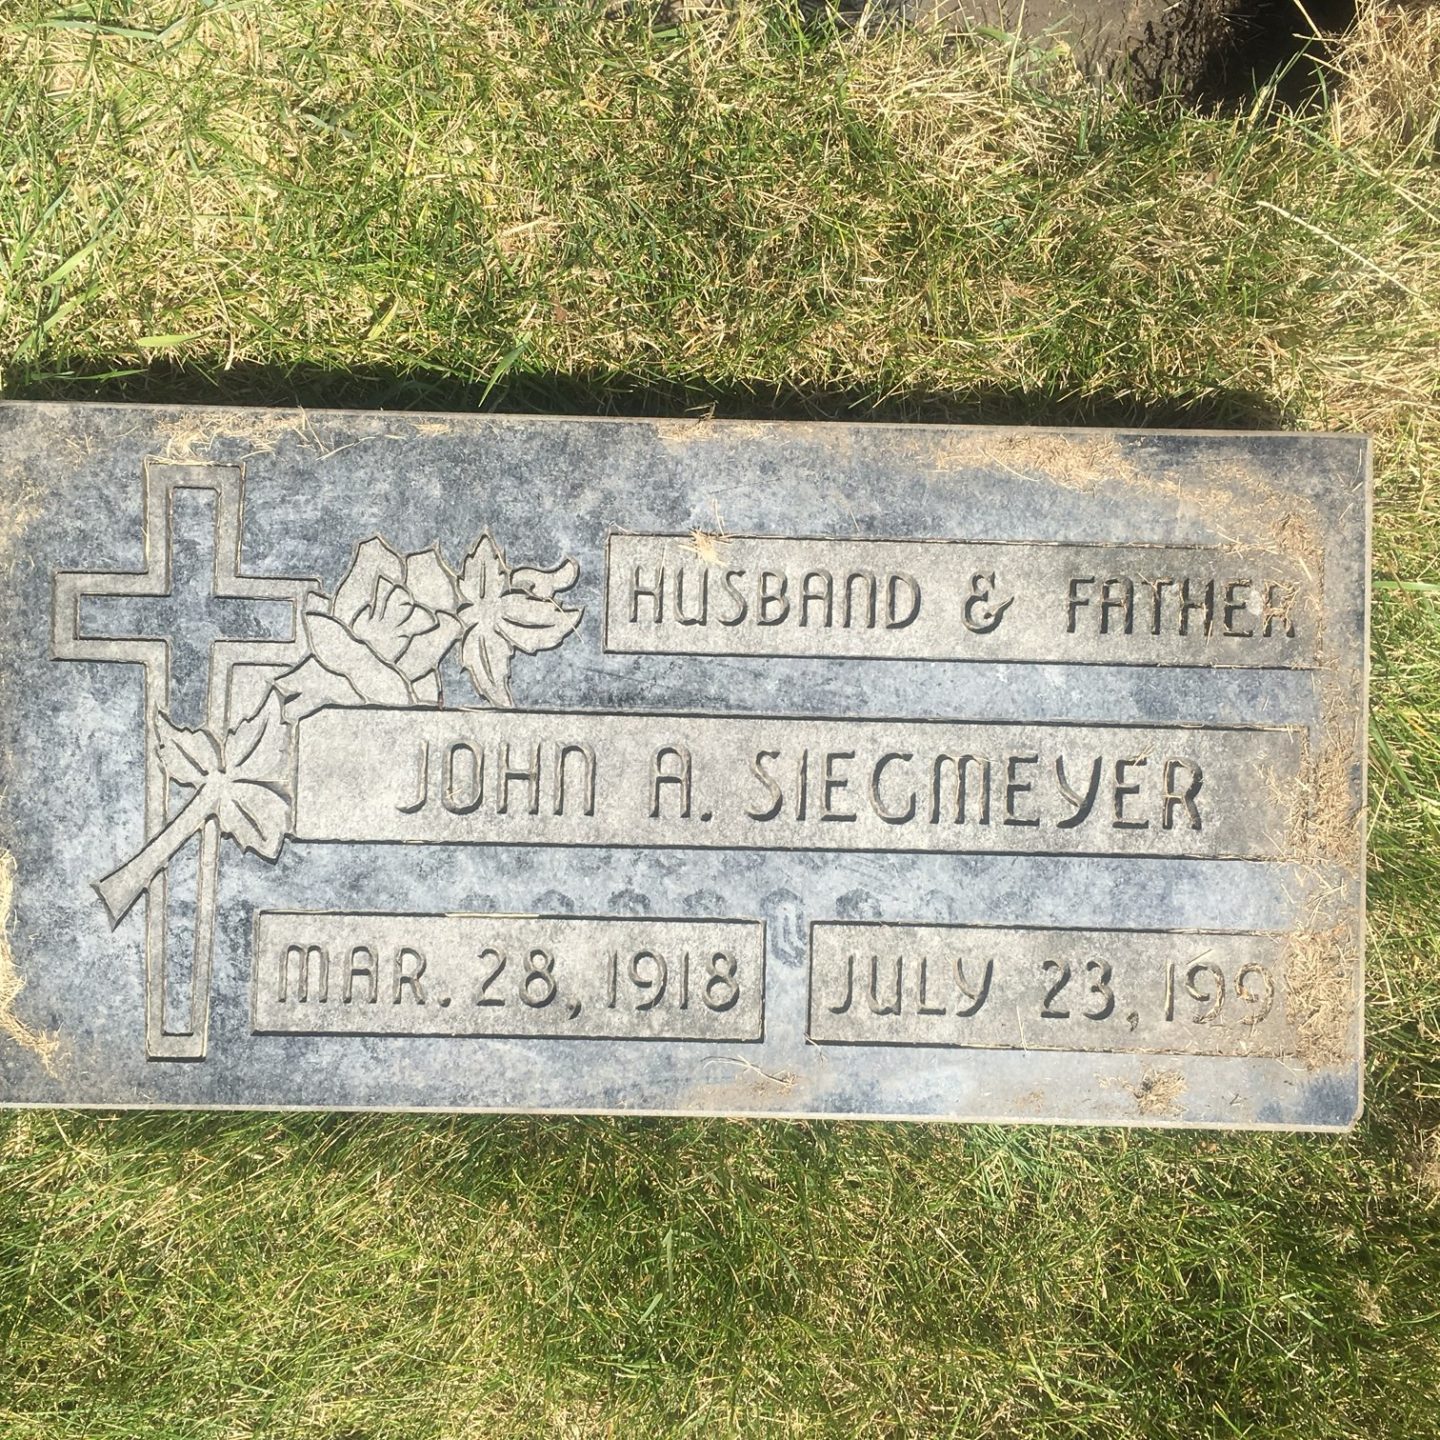 HUSBAND & FATHER
JOHN A. SIEGMEYER
MAR. 28, 1918 JULY 23, 199